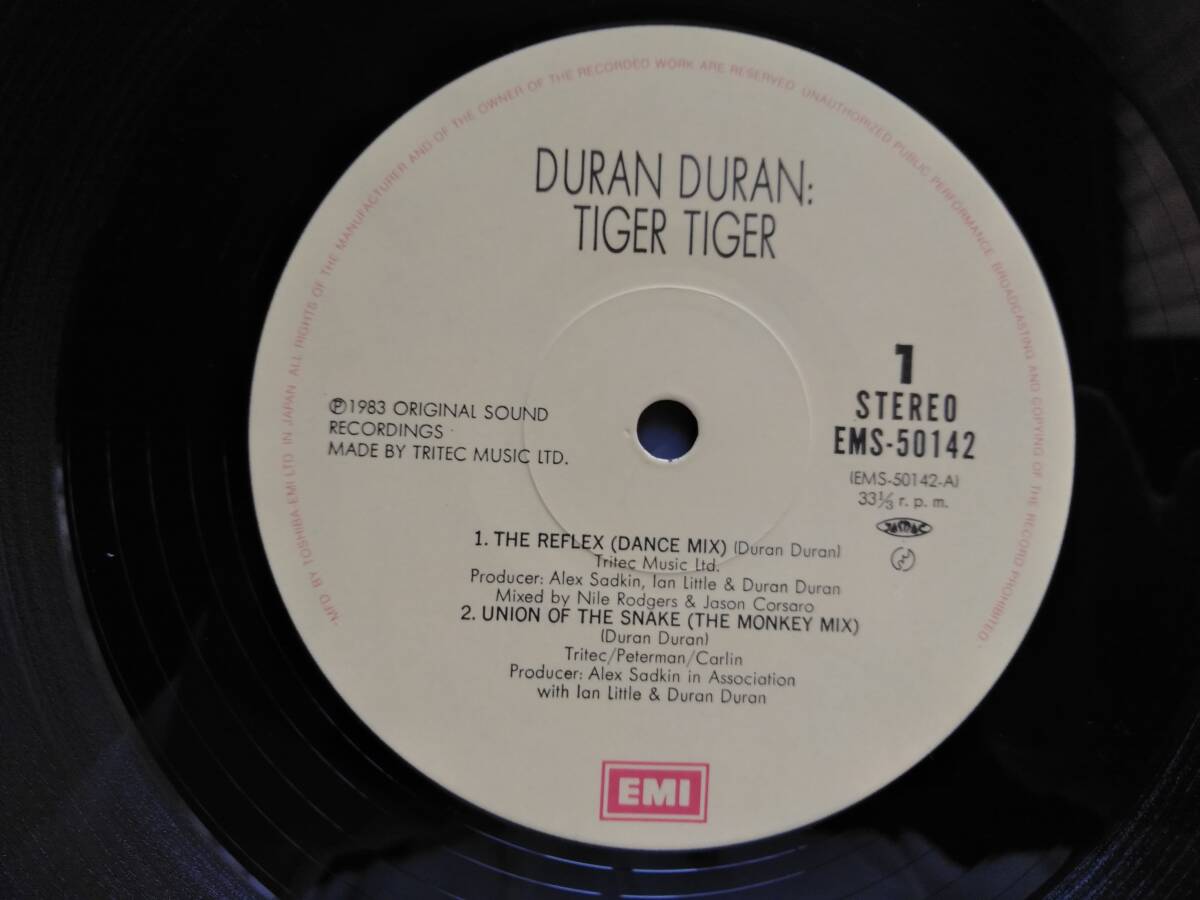 DURAN DURAN:
TIGER TIGER
1
STEREO
EMS-50142
(EMS-50142-A)
33⅓ r. p. m.
JASRAC
℗1983 ORIGINAL SOUND
RECORDINGS
MADE BY TRITEC MUSIC LTD.
1. THE REFLEX (DANCE MIX) (Duran Duran)
Tritec Music Ltd.
Producer: Alex Sadkin, Ian Little & Duran Duran
Mixed by Nile Rodgers & Jason Corsaro
2. UNION OF THE SNAKE (THE MONKEY MIX)
(Duran Duran)
Tritec/Peterman/Carlin
Producer: Alex Sadkin in Association
with Ian Little & Duran Duran
EMI
MFD BY TOSHIBA-EMI LTD IN JAPAN ALL RIGHTS OF THE MANUFACTURER AND OF THE OWNER OF THE RECORDED WORK ARE RESERVED UNAUTHORIZED PUBLIC PERFORMANCE BROADCASTING AND COPYING OF THE RECORD PROHIBITED